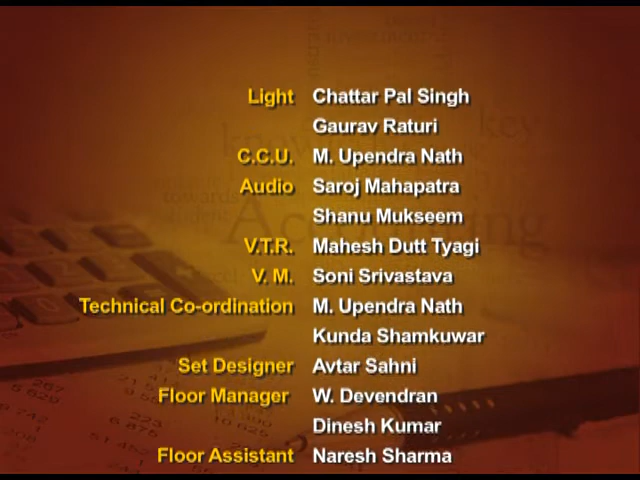 Light Chattar Pal Singh
Gaurav Raturi
C.C.U. M. Upendra Nath
Audio Saroj Mahapatra
Shanu Mukseem
V.T.R. Mahesh Dutt Tyagi
V. M. Soni Srivastava
Technical Co-ordination M. Upendra Nath
Kunda Shamkuwar
Set Designer Avtar Sahni
Floor Manager W. Devendran
Dinesh Kumar
Floor Assistant Naresh Sharma